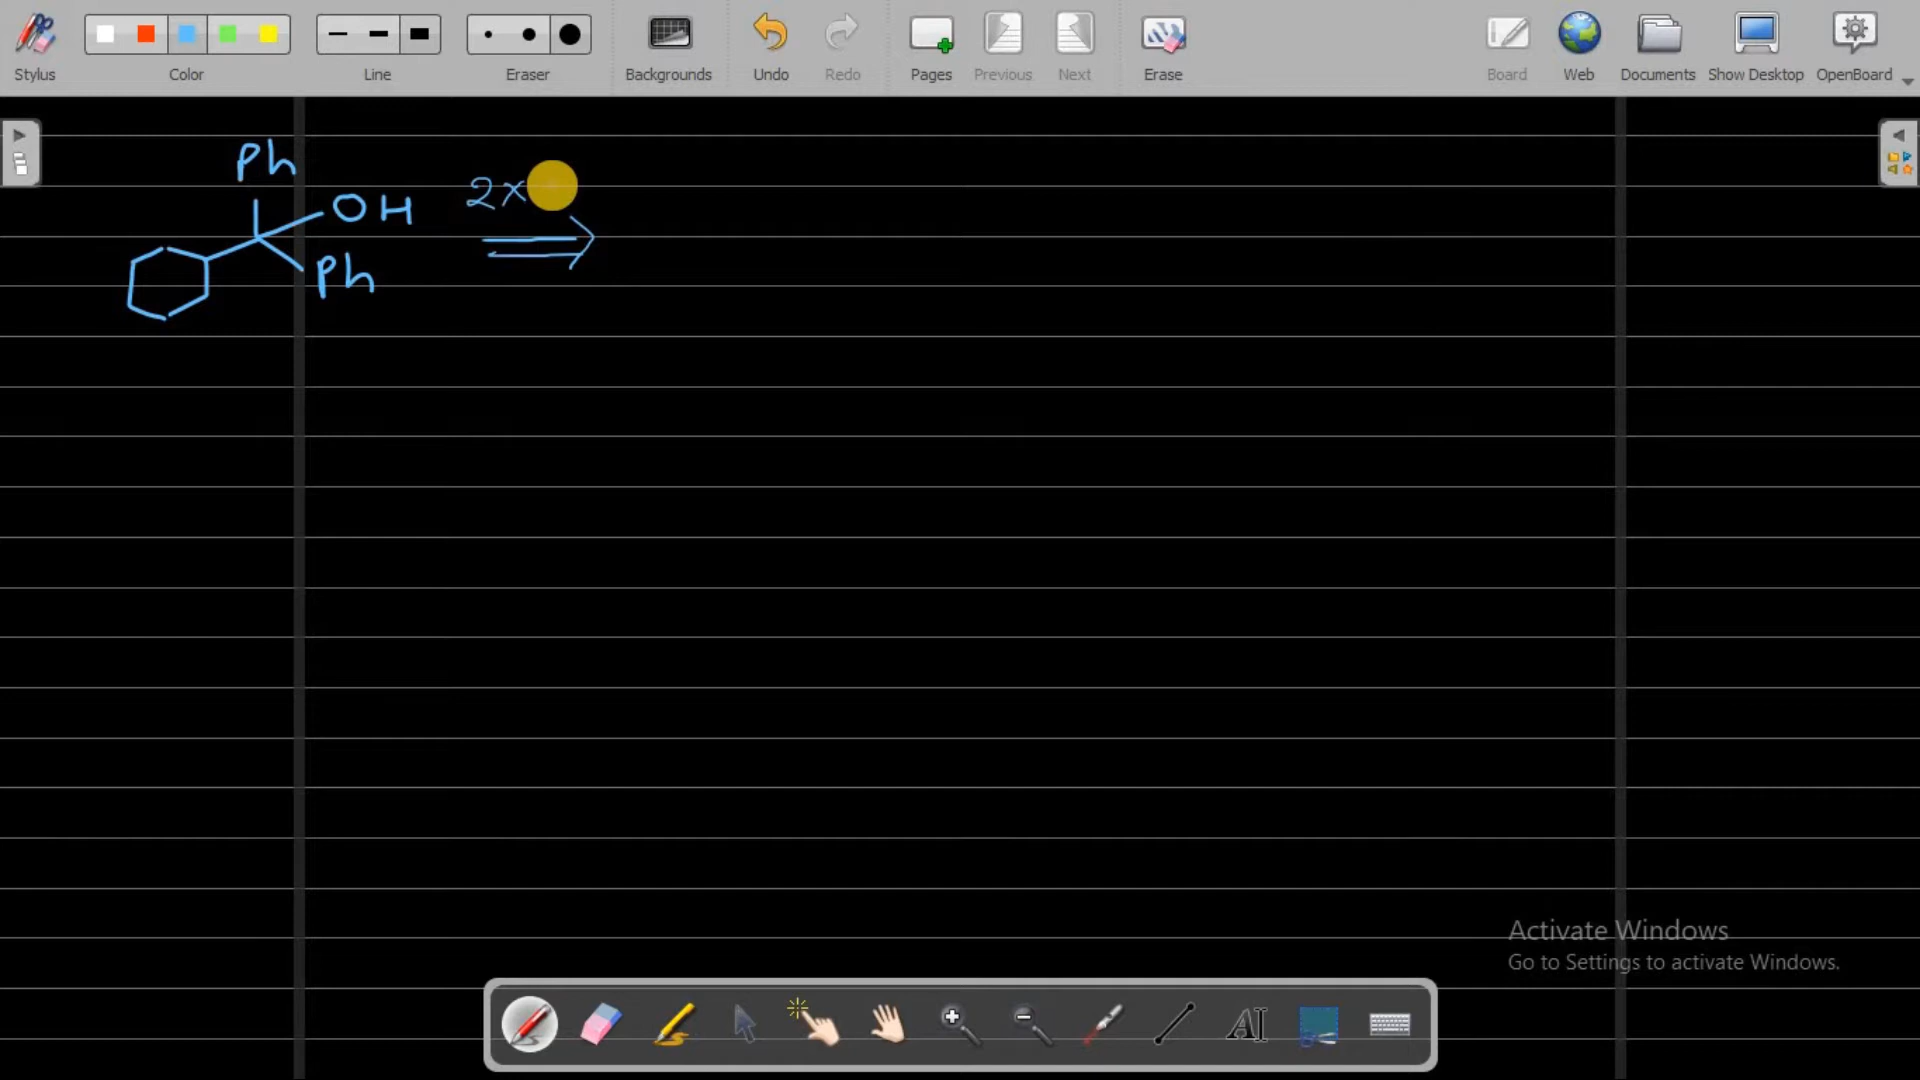 Stylus Color Line Eraser Backgrounds Undo Redo Pages Previous Next Erase Board Web Documents Show Desktop OpenBoard
Ph
OH
2x
Ph
Activate Windows
Go to Settings to activate Windows.
AI